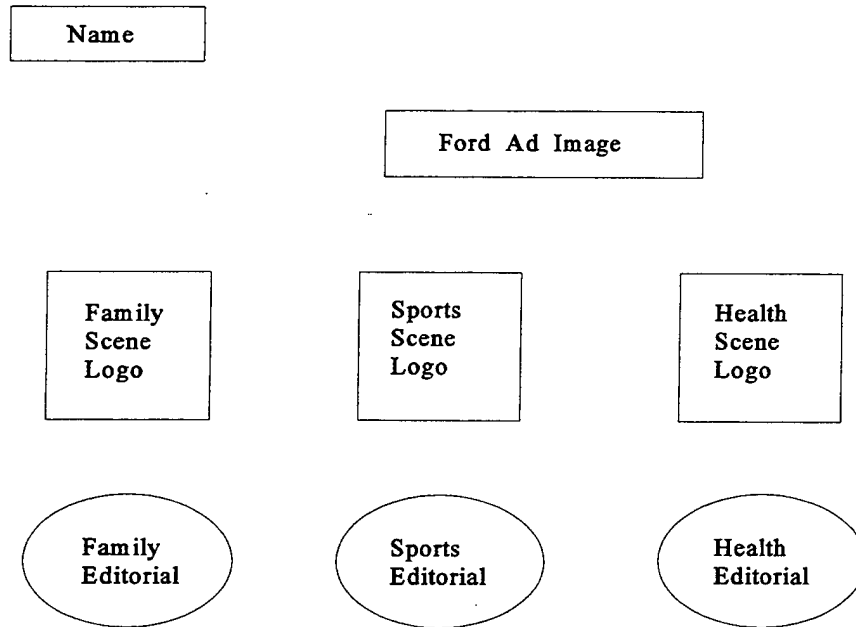 Name
Ford Ad Image
Family
Scene
Logo
Sports
Scene
Logo
Health
Scene
Logo
Family
Editorial
Sports
Editorial
Health
Editorial